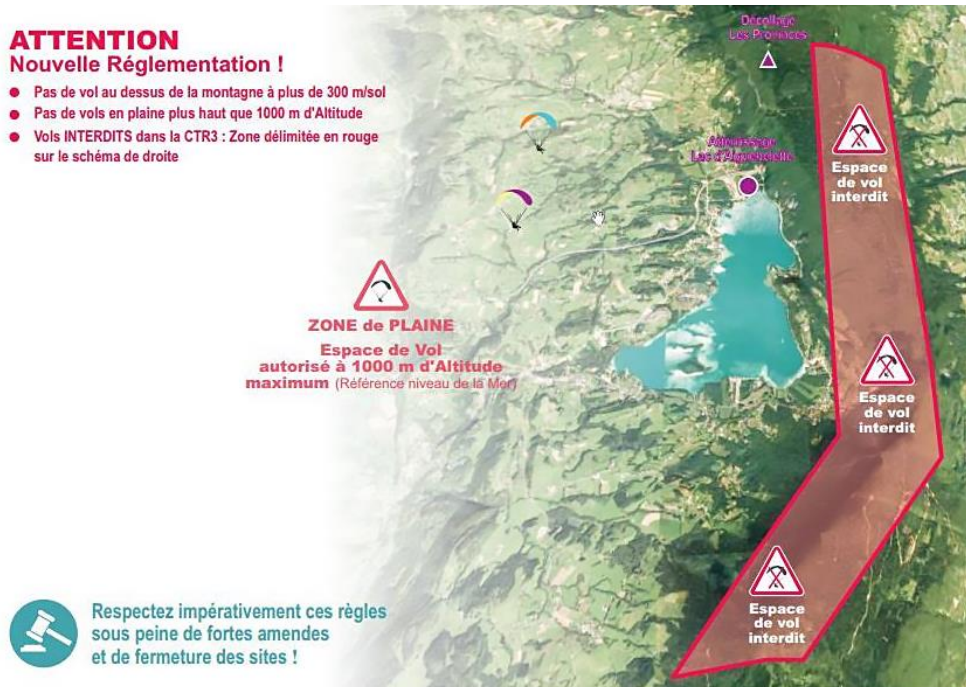 ATTENTION
Nouvelle Réglementation !
Pas de vol au dessus de la montagne à plus de 300 m/sol
Pas de vols en plaine plus haut que 1000 m d'Altitude
Vols INTERDITS dans la CTR3 : Zone délimitée en rouge
sur le schéma de droite
Décollage
Les Provinces
Atterrissage
Lac d'Aiguebelette
Espace
de vol
interdit
ZONE de PLAINE
Espace de Vol
autorisé à 1000 m d'Altitude
maximum (Référence niveau de la Mer)
Espace
de vol
interdit
Espace
de vol
interdit
Respectez impérativement ces règles
sous peine de fortes amendes
et de fermeture des sites !